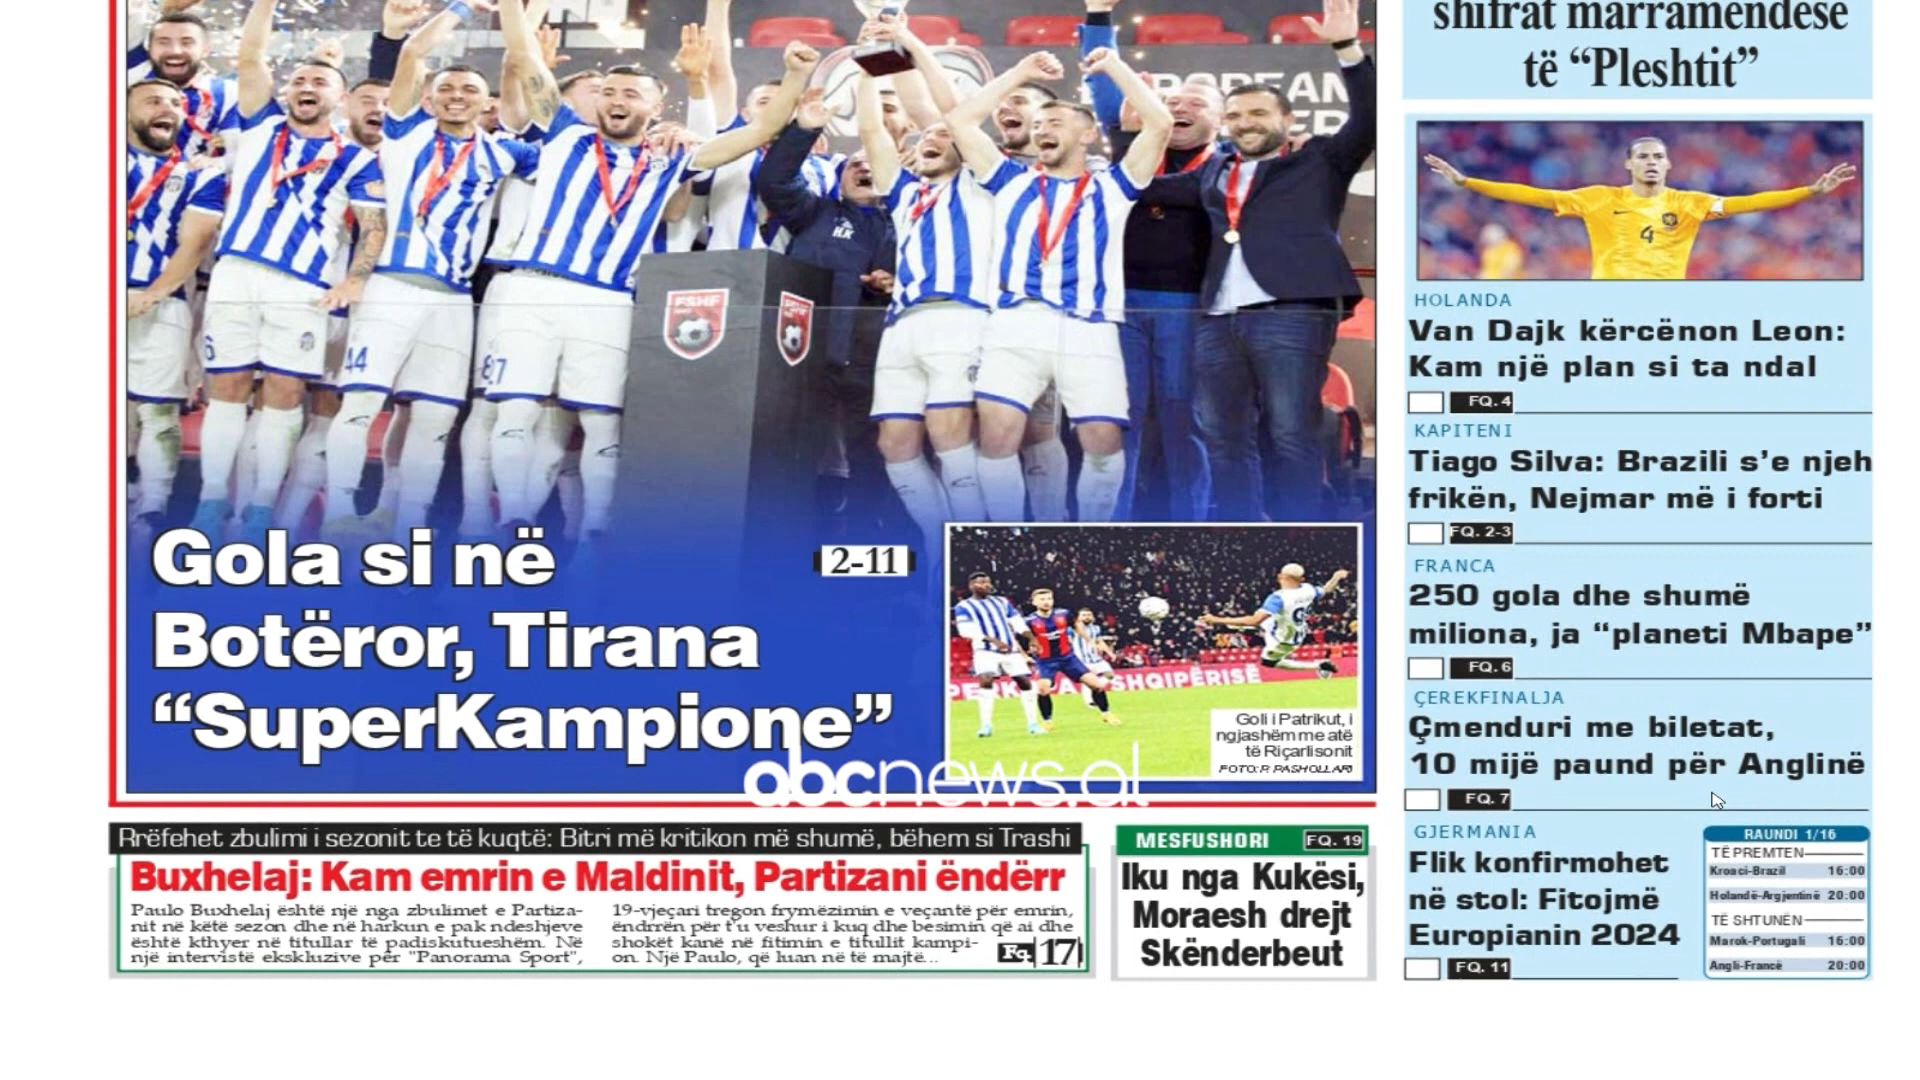 shifrat marramendëse
të “Pleshtit”
EUROPEAN
FSHF
H.K
6
44
87
4
Gola si në
Botëror, Tirana
“SuperKampione”
2-11
SHQIPËRISË
Goli i Patrikut, i
ngjashëm me atë
të Riçarlisonit
FOTO: P. PASHOLLARI
abcnews.al
Rrëfehet zbulimi i sezonit te të kuqtë: Bitri më kritikon më shumë, bëhem si Trashi
Buxhelaj: Kam emrin e Maldinit, Partizani ëndërr
Paulo Buxhelaj është një nga zbulimet e Partiza-
nit në këtë sezon dhe në harkun e pak ndeshjeve
është kthyer në titullar të padiskutueshëm. Në
një intervistë ekskluzive për "Panorama Sport",
19-vjeçari tregon frymëzimin e veçantë për emrin,
ëndrrën për t'u veshur i kuq dhe besimin që ai dhe
shokët kanë në fitimin e titullit kampi-
on. Një Paulo, që luan në të majtë...
Fq. 17
MESFUSHORI FQ. 19
Iku nga Kukësi,
Moraesh drejt
Skënderbeut
HOLANDA
Van Dajk kërcënon Leon:
Kam një plan si ta ndal
FQ. 4
KAPITENI
Tiago Silva: Brazili s’e njeh
frikën, Nejmar më i forti
FQ. 2-3
FRANCA
250 gola dhe shumë
miliona, ja “planeti Mbape”
FQ. 6
ÇEREKFINALJA
Çmenduri me biletat,
10 mijë paund për Anglinë
FQ. 7
GJERMANIA
Flik konfirmohet
në stol: Fitojmë
Europianin 2024
FQ. 11
RAUNDI 1/16
TË PREMTEN
Kroaci-Brazil 16:00
Holandë-Argjentinë 20:00
TË SHTUNËN
Marok-Portugali 16:00
Angli-Francë 20:00